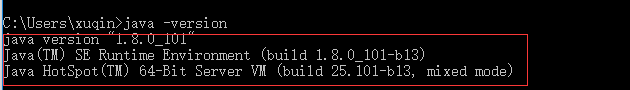 C:\Users\xuqin>java -version
java version "1.8.0_101"
Java(TM) SE Runtime Environment (build 1.8.0_101-b13)
Java HotSpot(TM) 64-Bit Server VM (build 25.101-b13, mixed mode)